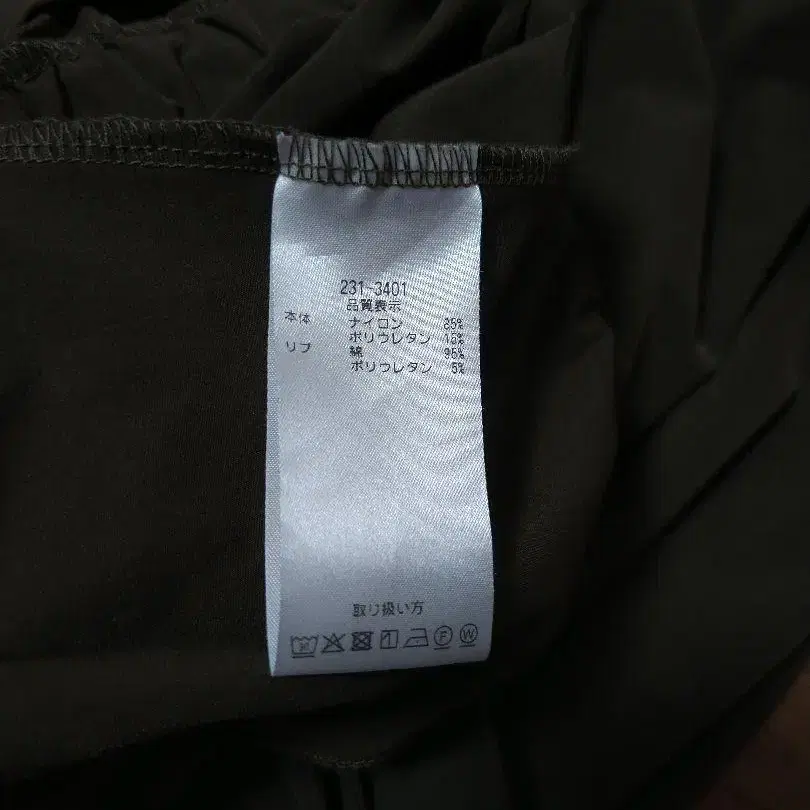 231-3401
品質表示
本体 ナイロン 85%
ポリウレタン 15%
リブ 綿 95%
ポリウレタン 5%
取り扱い方
F W